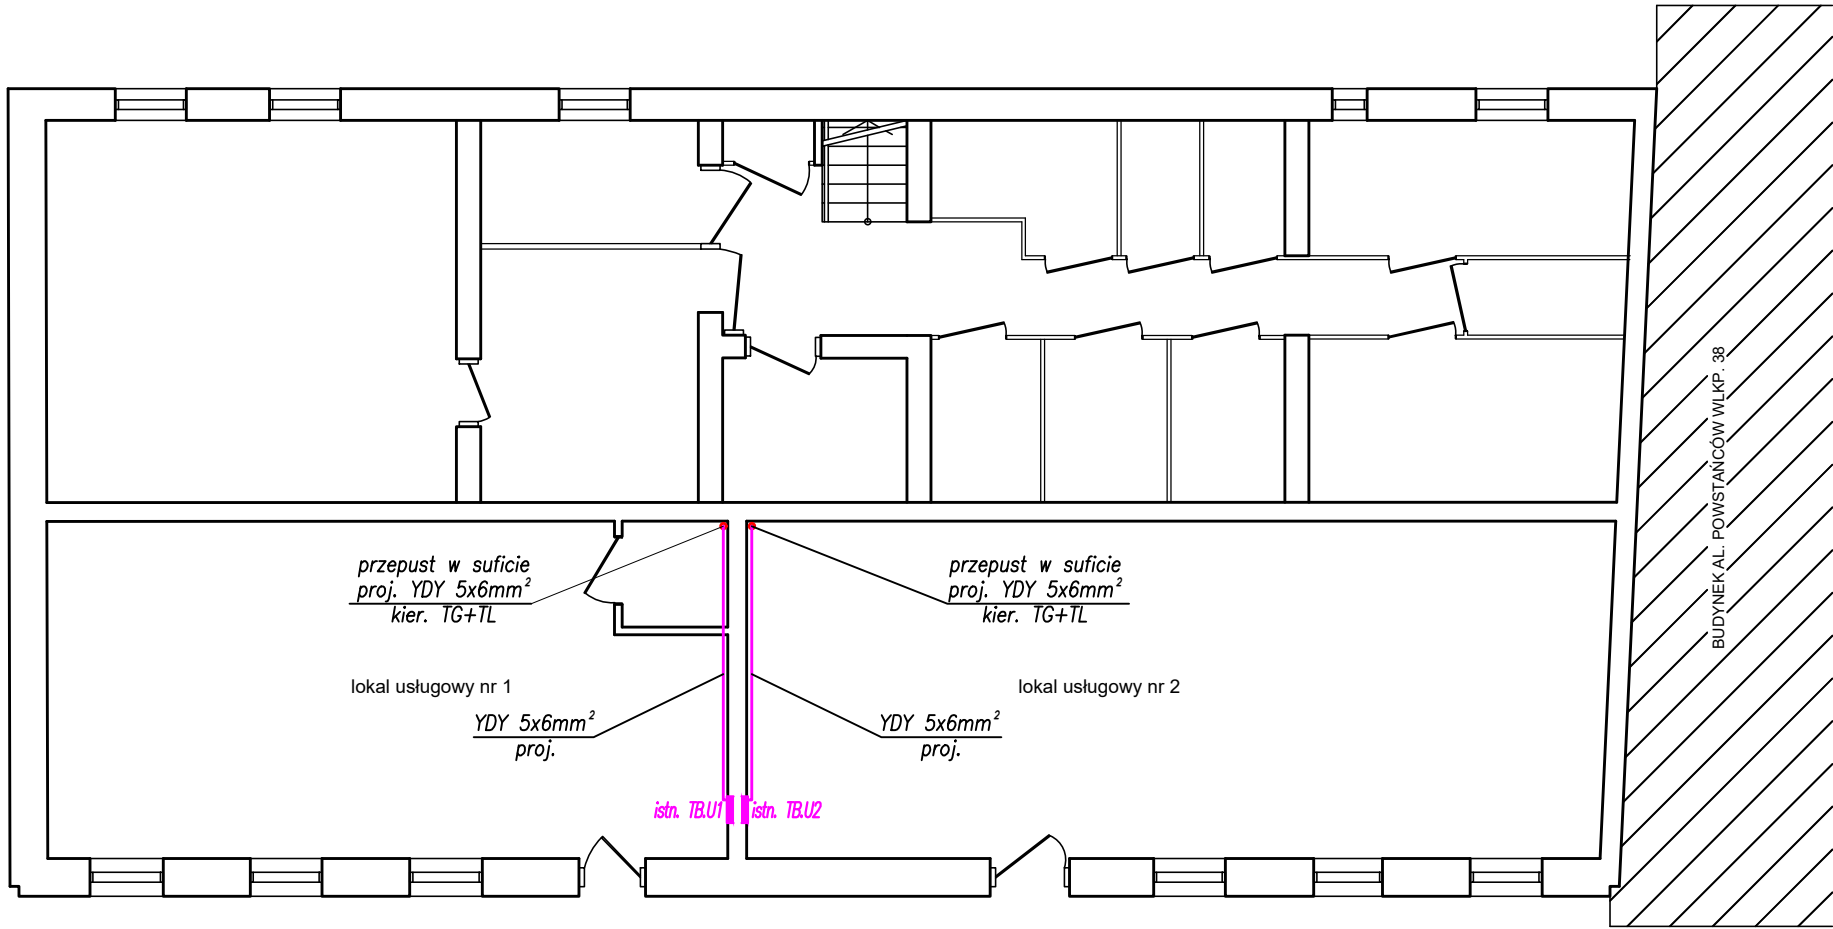 przepust w suficie
proj. YDY 5x6mm²
kier. TG+TL
przepust w suficie
proj. YDY 5x6mm²
kier. TG+TL
lokal usługowy nr 1
lokal usługowy nr 2
YDY 5x6mm²
proj.
YDY 5x6mm²
proj.
istn. TB.U1
istn. TB.U2
BUDYNEK AL. POWSTAŃCÓW WLKP. 38